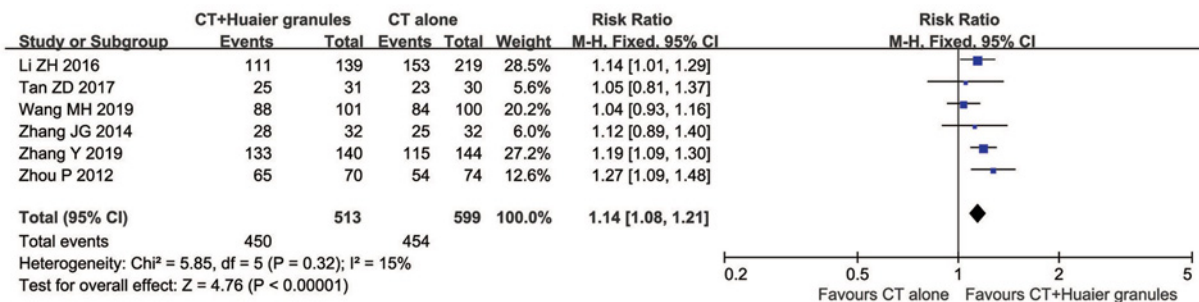 CT+Huaier granules CT alone Risk Ratio Risk Ratio
Study or Subgroup Events Total Events Total Weight M-H, Fixed, 95% CI M-H, Fixed, 95% CI
Li ZH 2016 111 139 153 219 28.5% 1.14 [1.01, 1.29]
Tan ZD 2017 25 31 23 30 5.6% 1.05 [0.81, 1.37]
Wang MH 2019 88 101 84 100 20.2% 1.04 [0.93, 1.16]
Zhang JG 2014 28 32 25 32 6.0% 1.12 [0.89, 1.40]
Zhang Y 2019 133 140 115 144 27.2% 1.19 [1.09, 1.30]
Zhou P 2012 65 70 54 74 12.6% 1.27 [1.09, 1.48]
Total (95% CI) 513 599 100.0% 1.14 [1.08, 1.21]
Total events 450 454
Heterogeneity: Chi² = 5.85, df = 5 (P = 0.32); I² = 15%
Test for overall effect: Z = 4.76 (P < 0.00001)
0.2 0.5 1 2 5
Favours CT alone Favours CT+Huaier granules